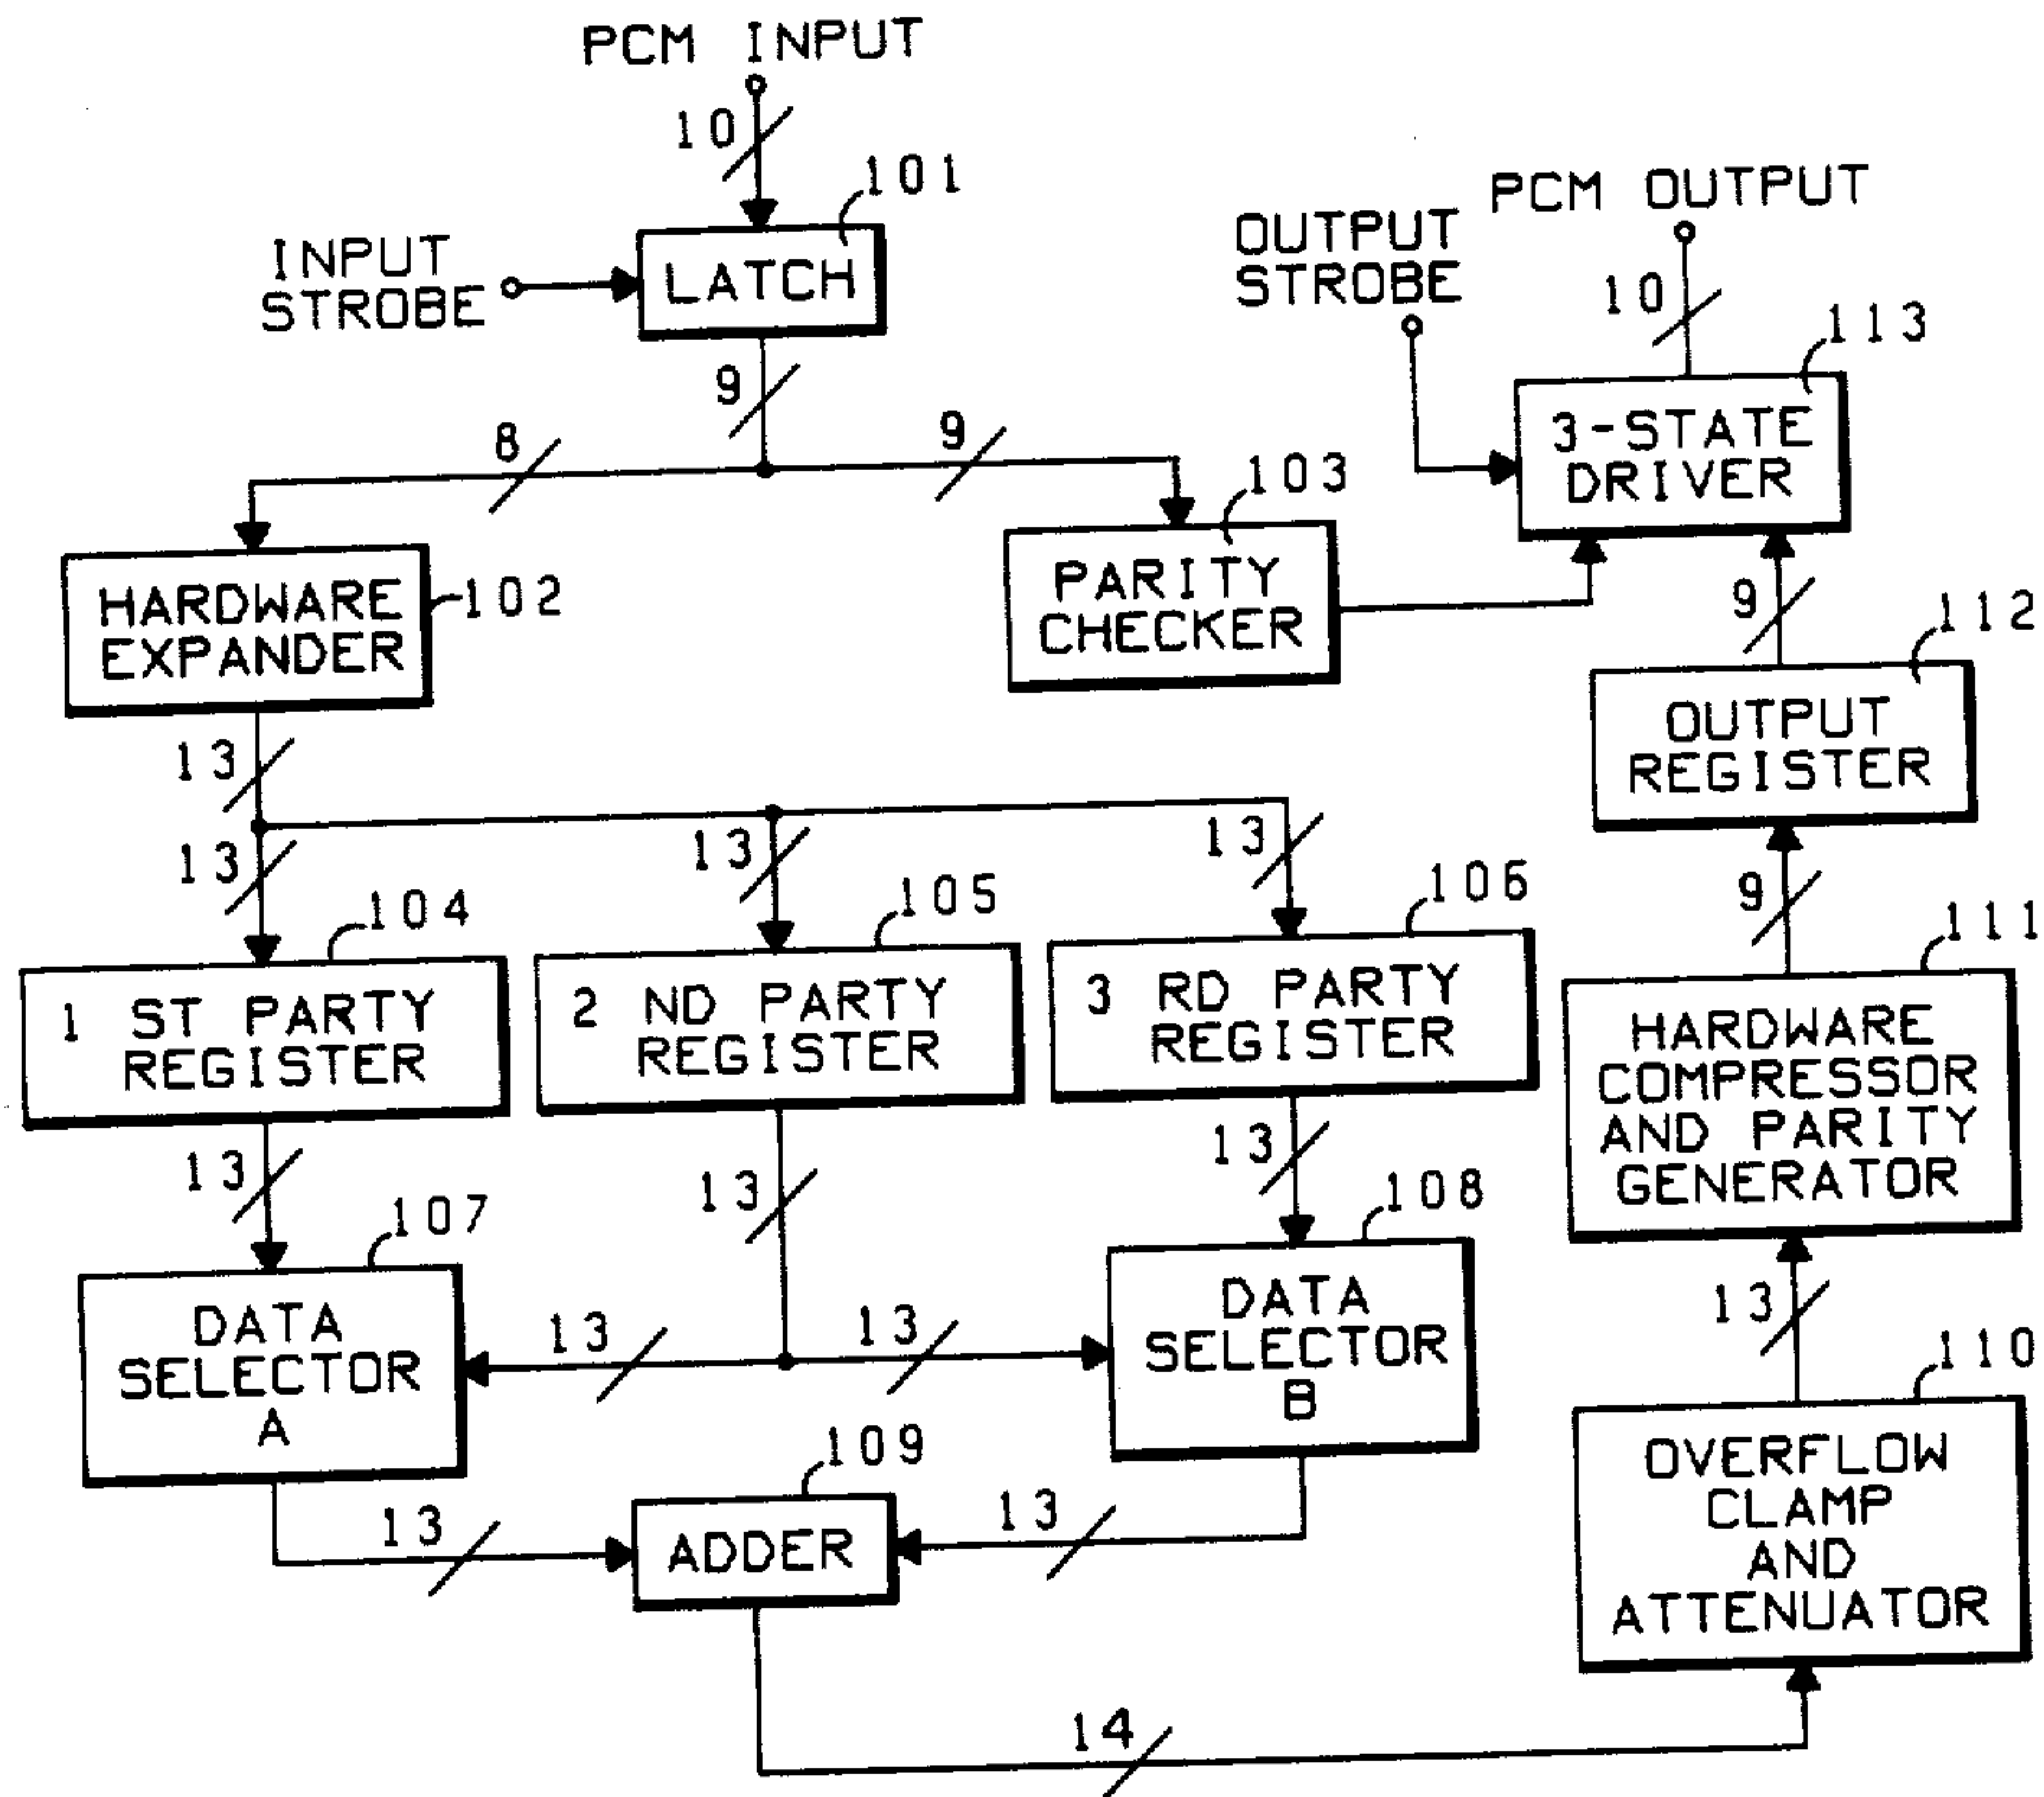 PCM INPUT
10
101
INPUT
STROBE
LATCH
9
8
9
OUTPUT
STROBE
PCM OUTPUT
10
113
3-STATE
DRIVER
103
PARITY
CHECKER
HARDWARE
EXPANDER
102
9
112
OUTPUT
REGISTER
13
13
13
13
104
105
106
1 ST PARTY
REGISTER
2 ND PARTY
REGISTER
3 RD PARTY
REGISTER
9
111
HARDWARE
COMPRESSOR
AND PARITY
GENERATOR
13
13
13
107
108
DATA
SELECTOR
A
13
13
DATA
SELECTOR
B
13
110
109
13
ADDER
13
OVERFLOW
CLAMP
AND
ATTENUATOR
14